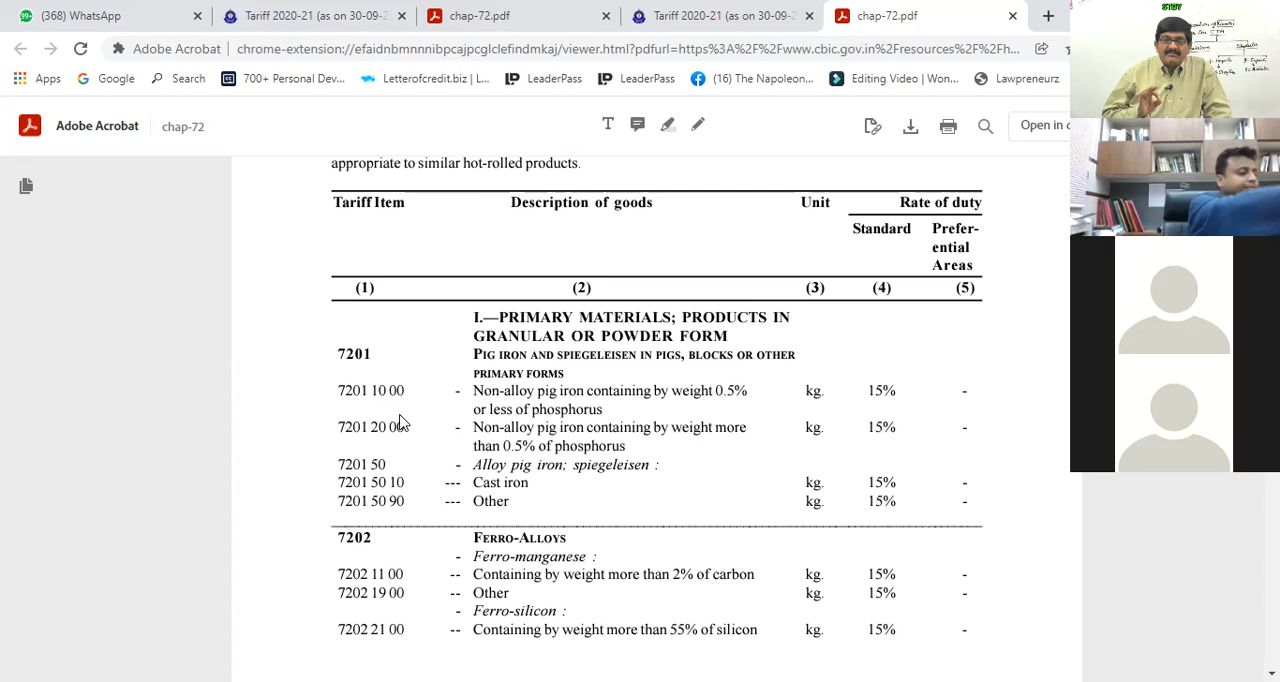 99+ (368) WhatsApp
Tariff 2020-21 (as on 30-09-2
chap-72.pdf
Tariff 2020-21 (as on 30-09-2
chap-72.pdf
Adobe Acrobat chrome-extension://efaidnbmnnnibpcajpcglclefindmkaj/viewer.html?pdfurl=https%3A%2F%2Fwww.cbic.gov.in%2Fresources%2F%2Fh...
Apps Google Search 700+ Personal Dev... Letterofcredit.biz | L... LeaderPass LeaderPass (16) The Napoleon... Editing Video | Won... Lawpreneurz
Adobe Acrobat chap-72 Open in
appropriate to similar hot-rolled products.
Tariff Item Description of goods Unit Rate of duty
Standard Prefer-
ential
Areas
(1) (2) (3) (4) (5)
I.—PRIMARY MATERIALS; PRODUCTS IN
GRANULAR OR POWDER FORM
7201 PIG IRON AND SPIEGELEISEN IN PIGS, BLOCKS OR OTHER
PRIMARY FORMS
7201 10 00 - Non-alloy pig iron containing by weight 0.5% kg. 15% -
or less of phosphorus
7201 20 00 - Non-alloy pig iron containing by weight more kg. 15% -
than 0.5% of phosphorus
7201 50 - Alloy pig iron; spiegeleisen :
7201 50 10 --- Cast iron kg. 15% -
7201 50 90 --- Other kg. 15% -
7202 FERRO-ALLOYS
- Ferro-manganese :
7202 11 00 -- Containing by weight more than 2% of carbon kg. 15% -
7202 19 00 -- Other kg. 15% -
- Ferro-silicon :
7202 21 00 -- Containing by weight more than 55% of silicon kg. 15% -